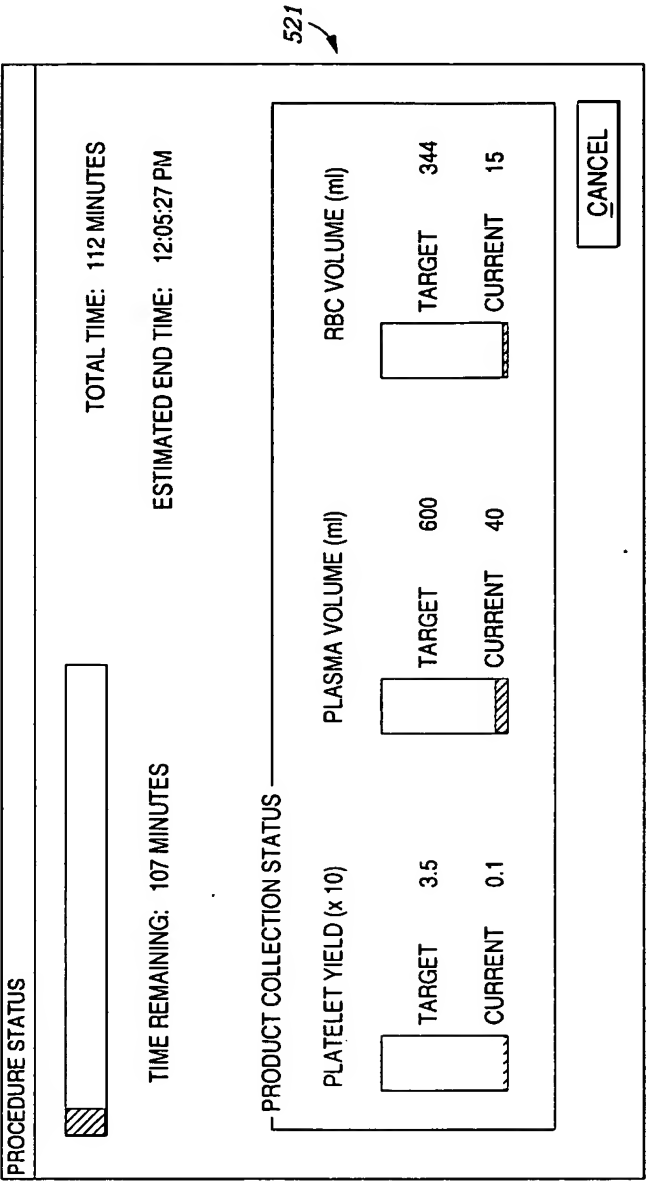 PROCEDURE STATUS
TOTAL TIME: 112 MINUTES
TIME REMAINING: 107 MINUTES
ESTIMATED END TIME: 12:05:27 PM
PRODUCT COLLECTION STATUS
PLATELET YIELD (x 10)
TARGET 3.5
CURRENT 0.1
PLASMA VOLUME (ml)
TARGET 600
CURRENT 40
RBC VOLUME (ml)
TARGET 344
CURRENT 15
CANCEL
521